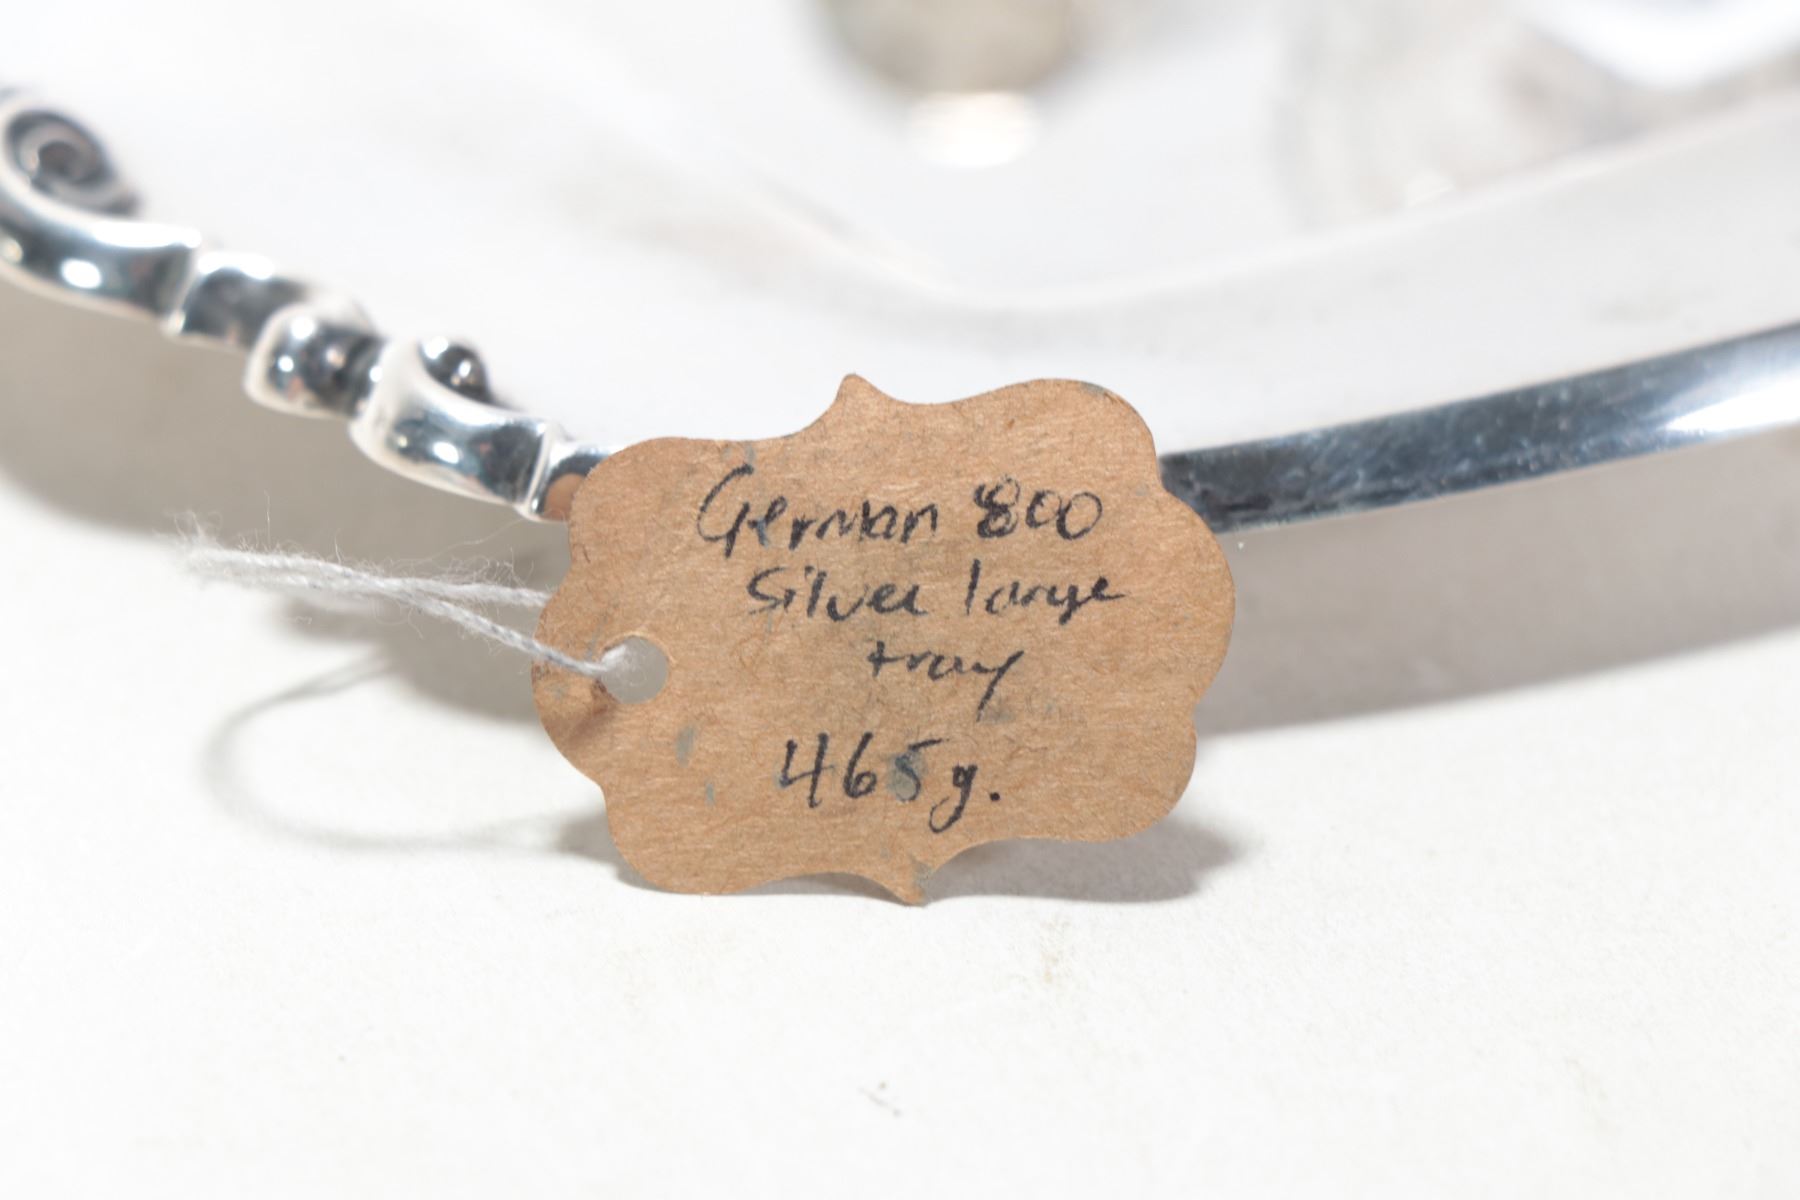 German 800
Silver large
tray
465g.